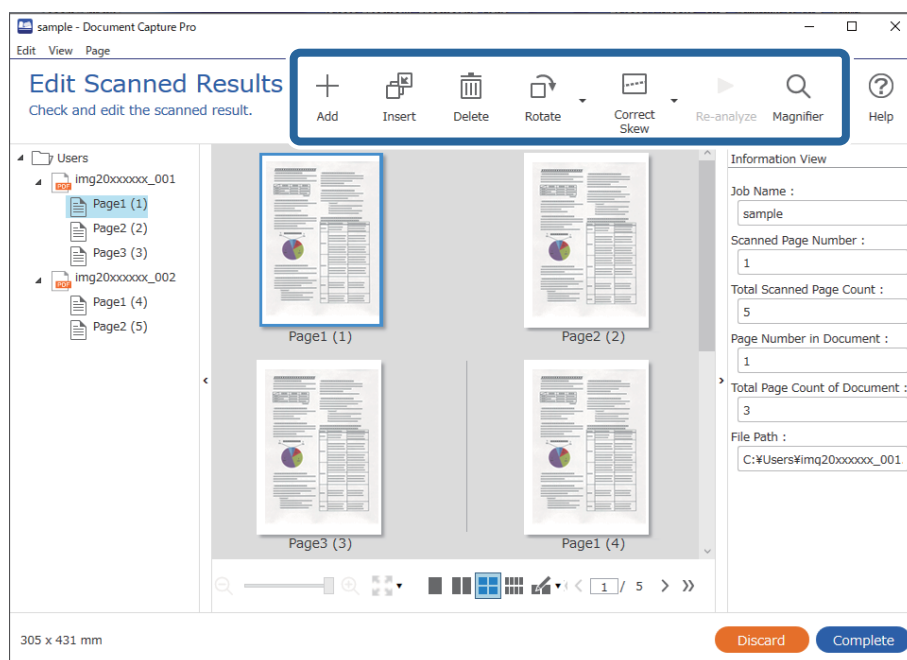 sample - Document Capture Pro
Edit View Page
Edit Scanned Results
Check and edit the scanned result.
Add
Insert
Delete
Rotate
Correct Skew
Re-analyze
Magnifier
Help
Users
img20xxxxxx_001
PDF
Page1 (1)
Page2 (2)
Page3 (3)
img20xxxxxx_002
PDF
Page1 (4)
Page2 (5)
Page1 (1)
Page2 (2)
Page3 (3)
Page1 (4)
1 / 5
Information View
Job Name :
sample
Scanned Page Number :
1
Total Scanned Page Count :
5
Page Number in Document :
1
Total Page Count of Document :
3
File Path :
C:¥Users¥img20xxxxxx_001
305 x 431 mm
Discard
Complete